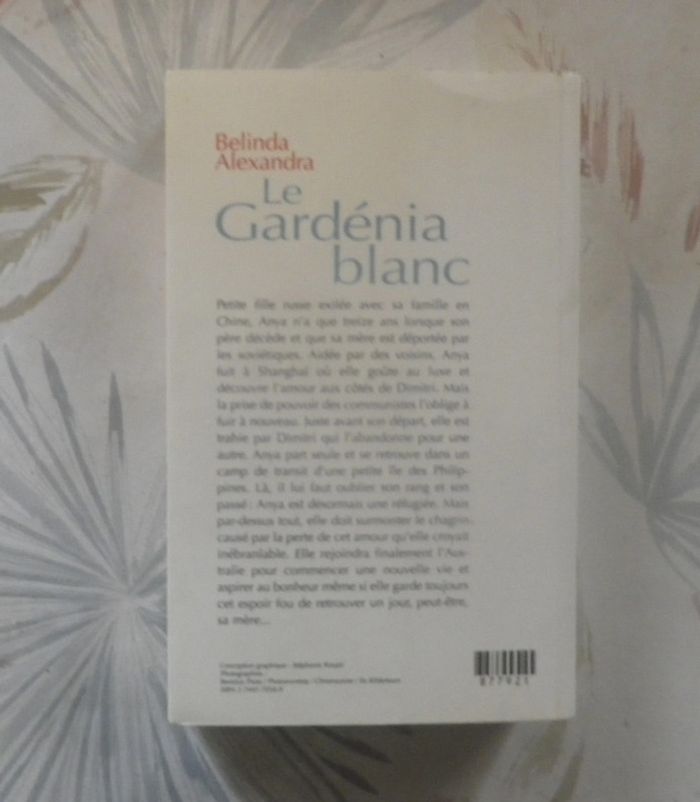 Belinda
Alexandra
Le
Gardénia
blanc
Petite fille russe exilée avec sa famille en
Chine, Anya n'a que treize ans lorsque son
père décède et que sa mère est déportée par
les soviétiques. Aidée par des voisins, Anya
fuit à Shanghai où elle goûte au luxe et
découvre l'amour aux côtés de Dimitri. Mais
la prise de pouvoir des communistes l'oblige à
fuir à nouveau. Juste avant son départ, elle est
trahie par Dimitri qui l'abandonne pour une
autre. Anya part seule et se retrouve dans un
camp de transit d'une petite île des Philip-
pines. Là, il lui faut oublier son rang et son
passé : Anya est désormais une réfugiée. Mais
par-dessus tout, elle doit surmonter le chagrin
causé par la perte de cet amour qu'elle croyait
inébranlable. Elle rejoindra finalement l'Aus-
tralie pour commencer une nouvelle vie et
aspirer au bonheur même si elle garde toujours
cet espoir fou de retrouver un jour, peut-être,
sa mère...
Conception graphique : Stéphanie
Photographies :
877921